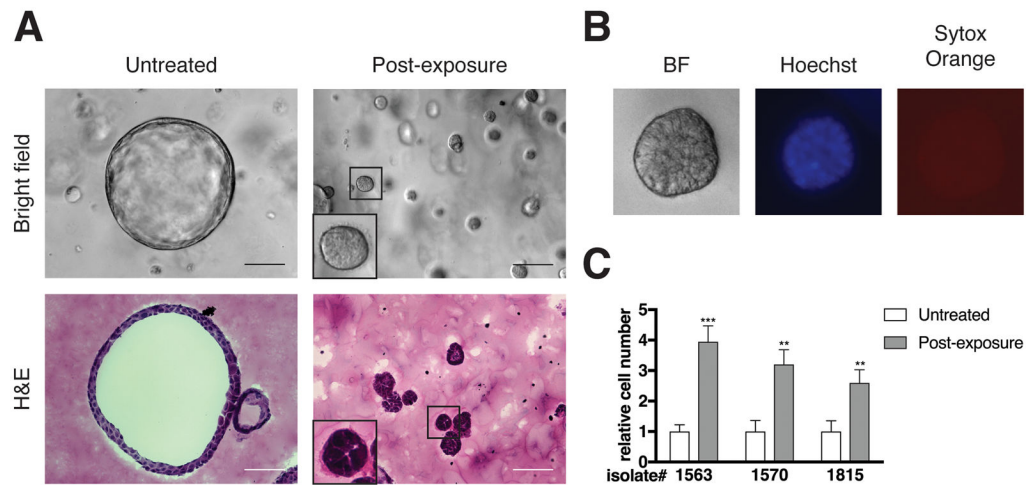 A
Untreated
Post-exposure
Bright field
H&E
B
BF
Hoechst
Sytox
Orange
C
relative cell number
5
4
3
2
1
0
***
**
**
Untreated
Post-exposure
isolate# 1563 1570 1815